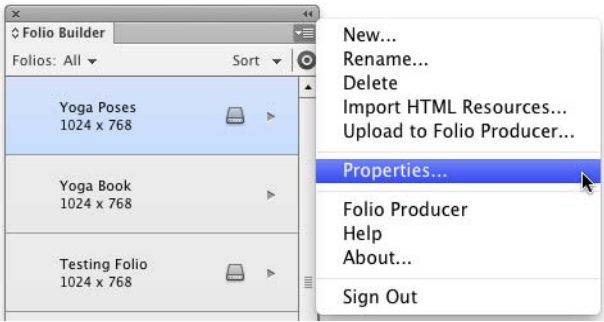 Folio Builder
Folios: All Sort
Yoga Poses
1024 x 768
Yoga Book
1024 x 768
Testing Folio
1024 x 768
New...
Rename...
Delete
Import HTML Resources...
Upload to Folio Producer...
Properties...
Folio Producer
Help
About...
Sign Out